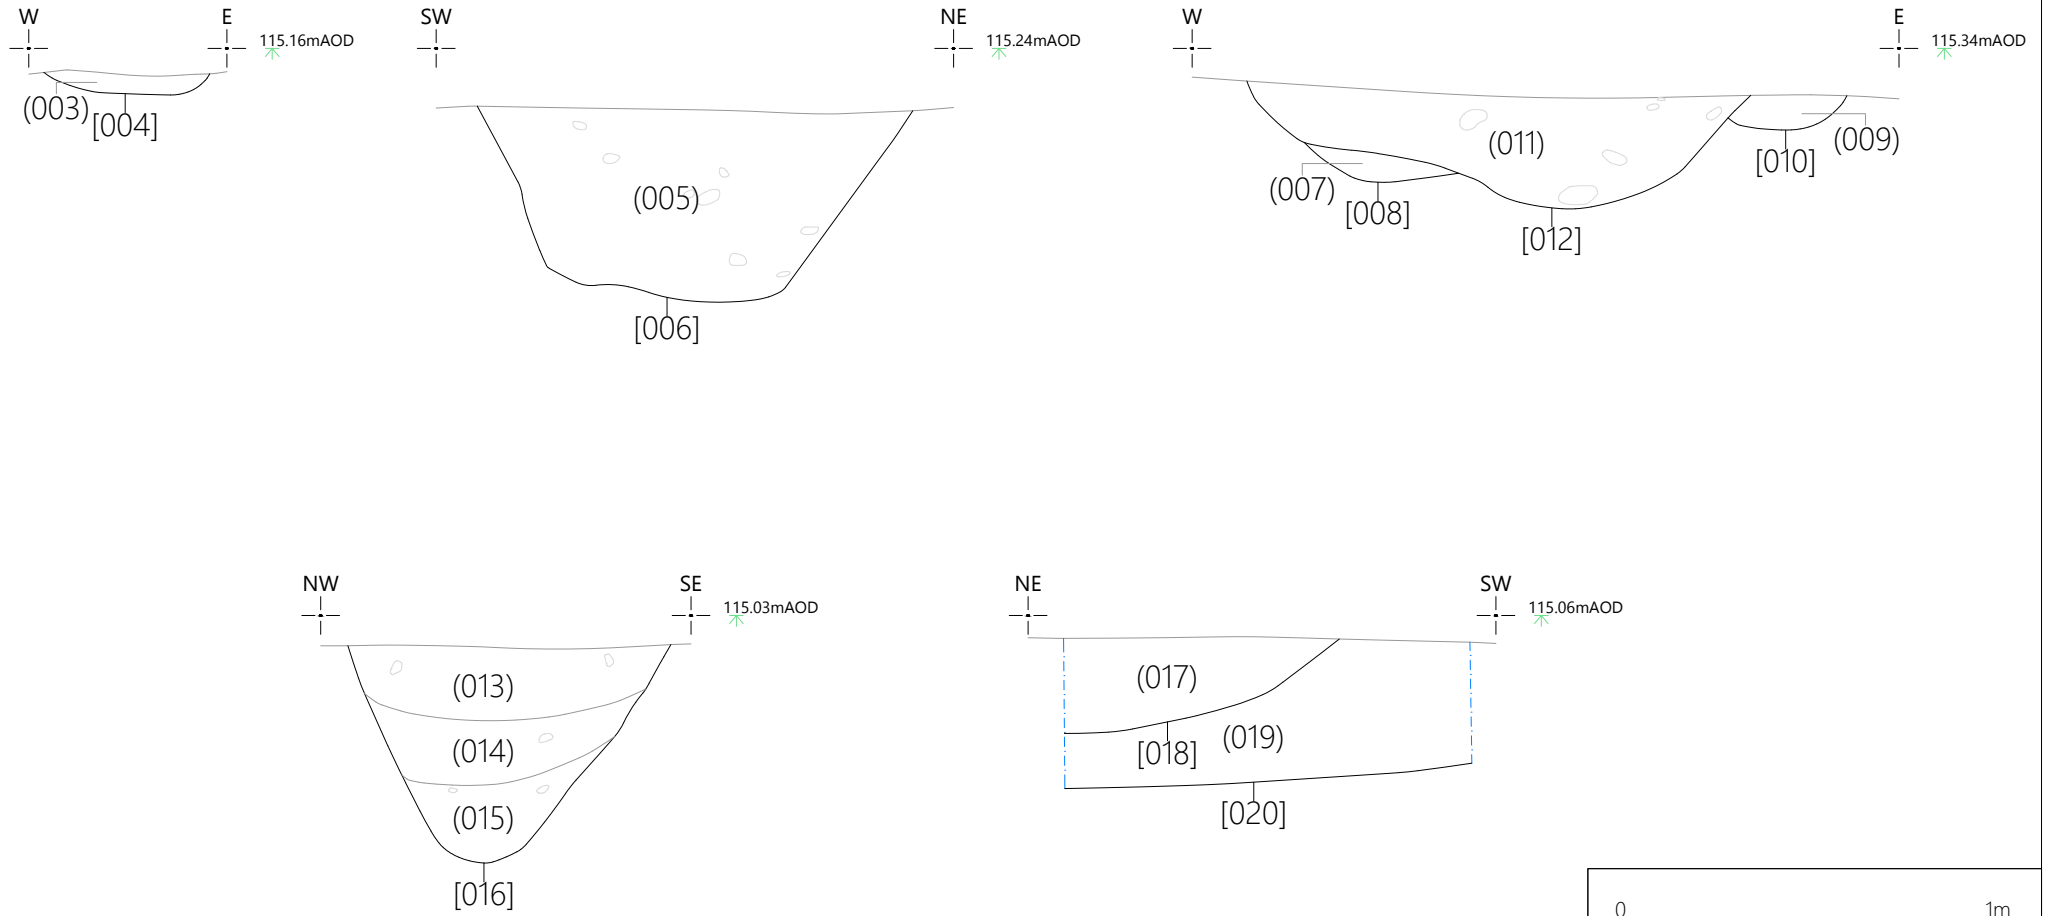 W E 115.16mAOD
(003) [004]
SW NE 115.24mAOD
(005)
[006]
W E 115.34mAOD
(011)
(009)
[010]
(007)
[008]
[012]
NW SE 115.03mAOD
(013)
(014)
(015)
[016]
NE SW 115.06mAOD
(017)
(019)
[018]
[020]
0 1m